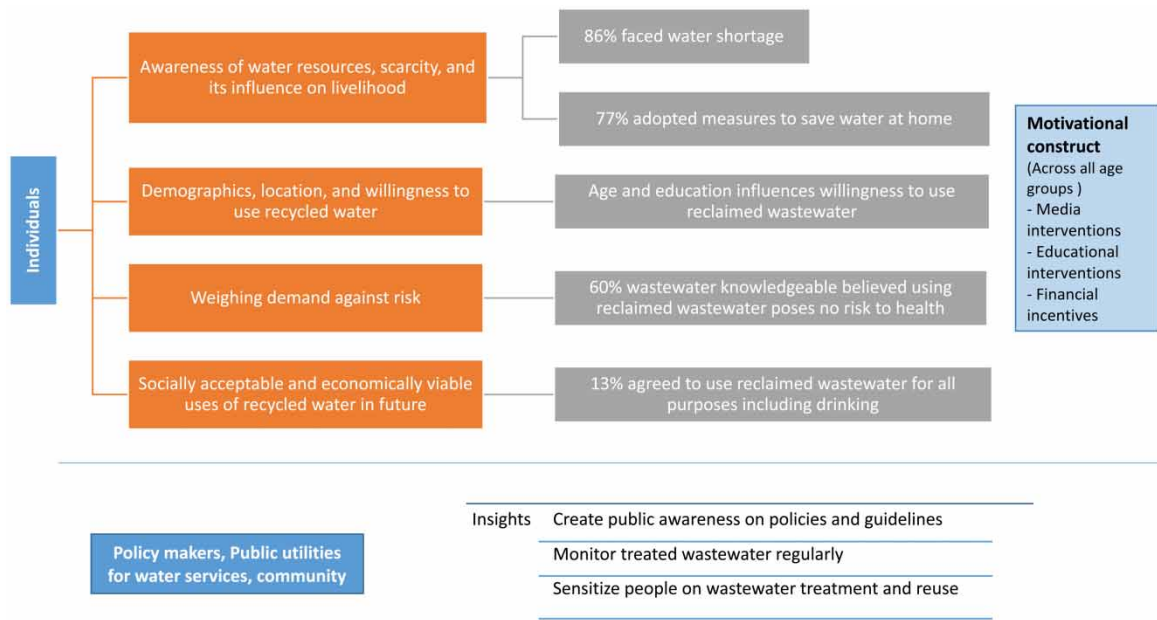 Individuals
Awareness of water resources, scarcity, and
its influence on livelihood
86% faced water shortage
77% adopted measures to save water at home
Demographics, location, and willingness to
use recycled water
Age and education influences willingness to use
reclaimed wastewater
Weighing demand against risk
60% wastewater knowledgeable believed using
reclaimed wastewater poses no risk to health
Socially acceptable and economically viable
uses of recycled water in future
13% agreed to use reclaimed wastewater for all
purposes including drinking
Motivational
construct
(Across all age
groups )
- Media
interventions
- Educational
interventions
- Financial
incentives
Policy makers, Public utilities
for water services, community
Insights
Create public awareness on policies and guidelines
Monitor treated wastewater regularly
Sensitize people on wastewater treatment and reuse